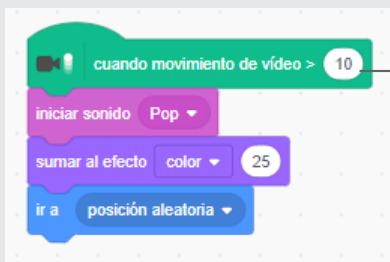 cuando movimiento de vídeo > 10
iniciar sonido Pop
sumar al efecto color 25
ir a posición aleatoria